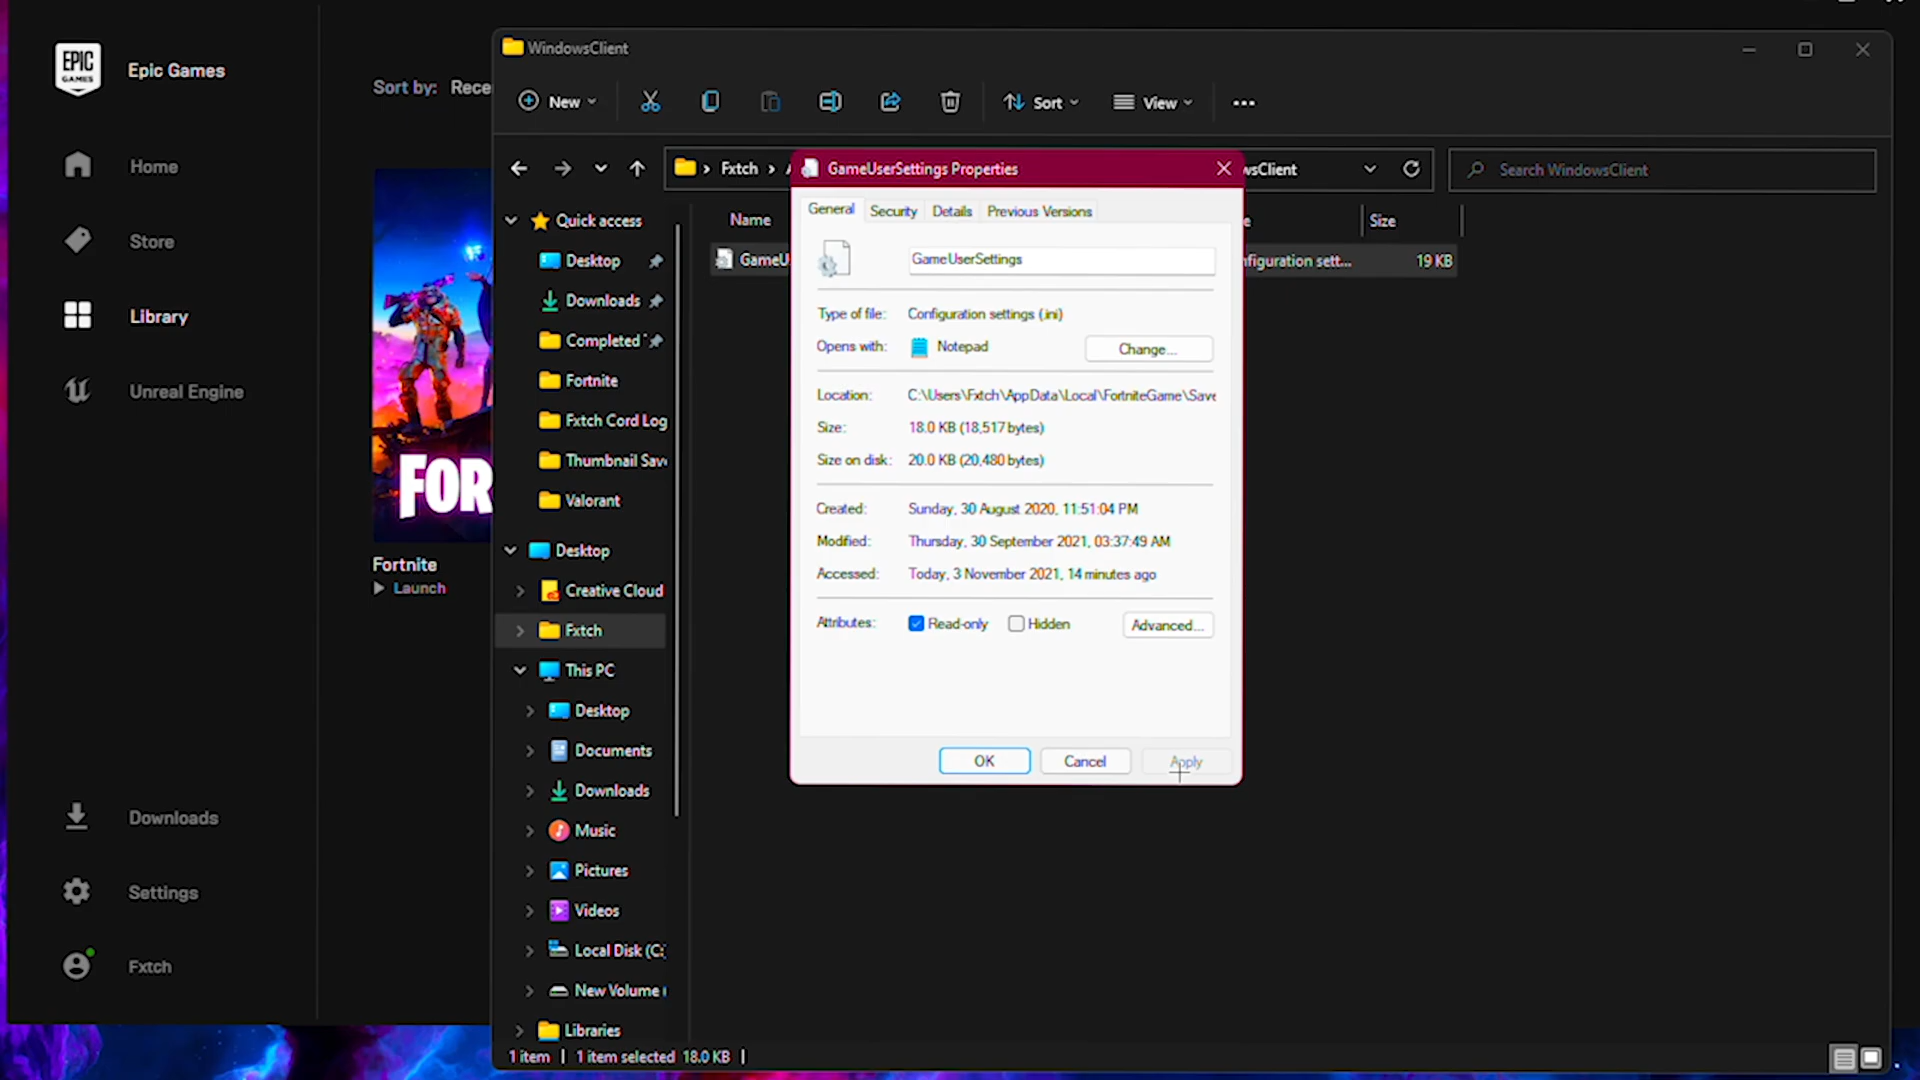 EPIC
GAMES
Epic Games
Home
Store
Library
Unreal Engine
Downloads
Settings
Fxtch
Sort by: Rece
FOR
Fortnite
Launch
WindowsClient
New
Sort
View
Fxtch
wsClient
Search WindowsClient
Quick access
Desktop
Downloads
Completed
Fortnite
Fxtch Cord Log
Thumbnail Save
Valorant
Desktop
Creative Cloud
Fxtch
This PC
Desktop
Documents
Downloads
Music
Pictures
Videos
Local Disk (C:
New Volume
Libraries
1 item
1 item selected 18.0 KB
Name
Size
GameU
nfiguration sett...
19 KB
GameUserSettings Properties
General
Security
Details
Previous Versions
GameUserSettings
Type of file: Configuration settings (.ini)
Opens with: Notepad
Change...
Location: C:\Users\Fxtch\AppData\Local\FortniteGame\Save
Size: 18.0 KB (18,517 bytes)
Size on disk: 20.0 KB (20,480 bytes)
Created: Sunday, 30 August 2020, 11:51:04 PM
Modified: Thursday, 30 September 2021, 03:37:49 AM
Accessed: Today, 3 November 2021, 14 minutes ago
Attributes: Read-only Hidden
Advanced...
OK
Cancel
Apply